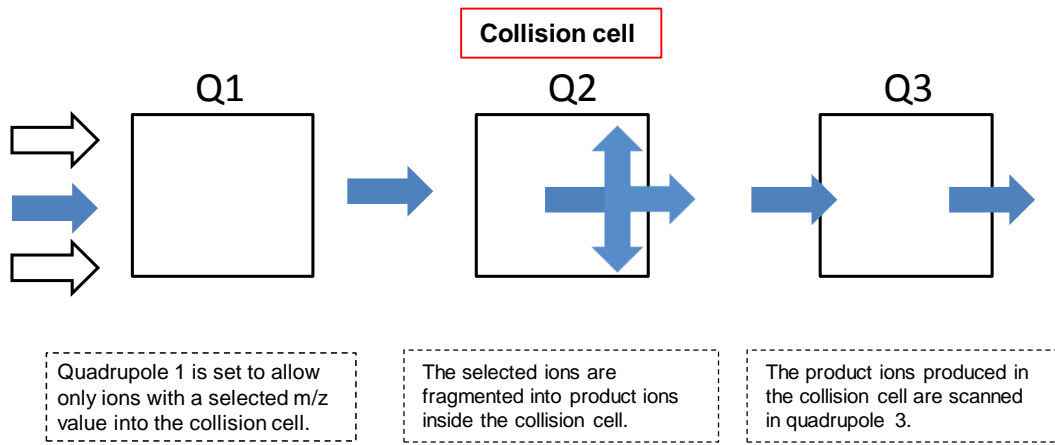 Collision cell
Q1
Q2
Q3
Quadrupole 1 is set to allow
only ions with a selected m/z
value into the collision cell.
The selected ions are
fragmented into product ions
inside the collision cell.
The product ions produced in
the collision cell are scanned
in quadrupole 3.